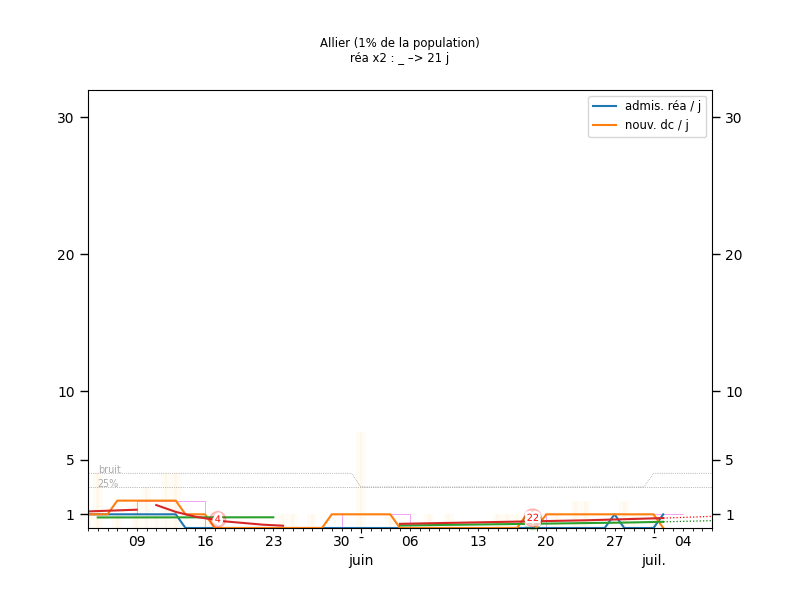 Allier (1% de la population)
réa x2 : _ –> 21 j
admis. réa / j
nouv. dc / j
30 30
20 20
10 10
5 5
1 1
bruit
25%
4
22
09 16 23 30 - 06 13 20 27 - 04
juin juil.